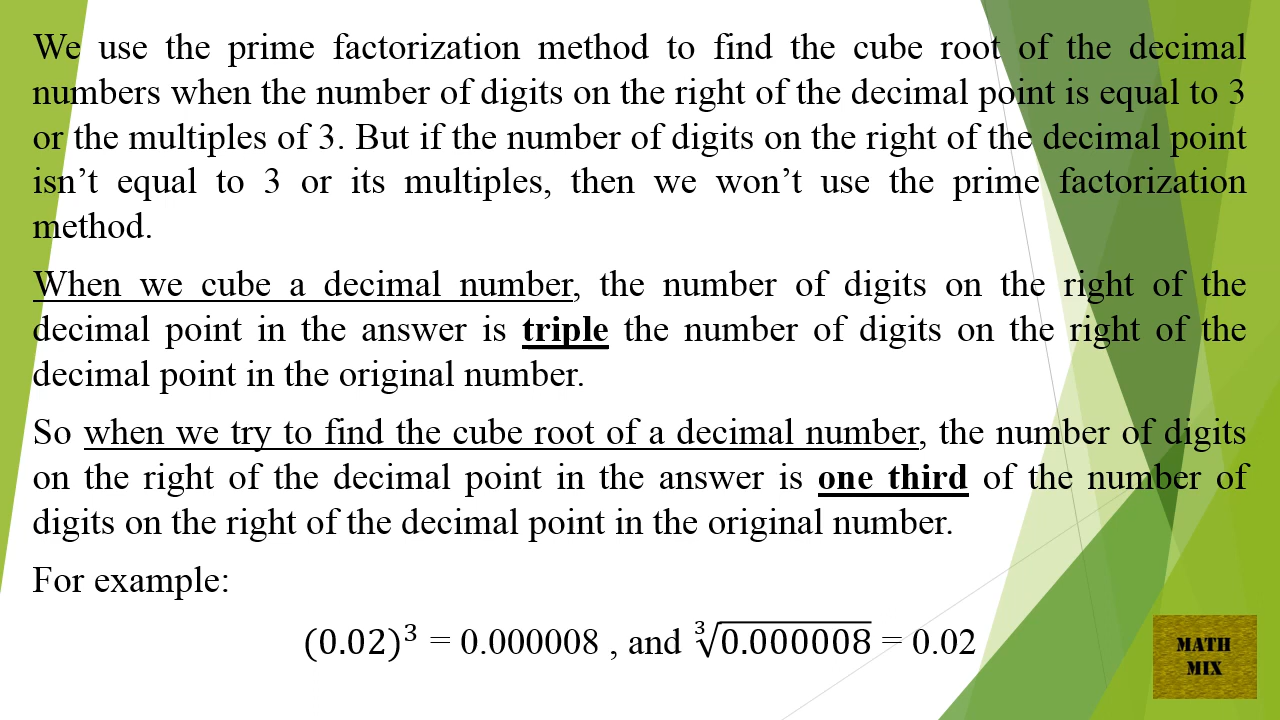 We use the prime factorization method to find the cube root of the decimal
numbers when the number of digits on the right of the decimal point is equal to 3
or the multiples of 3. But if the number of digits on the right of the decimal point
isn’t equal to 3 or its multiples, then we won’t use the prime factorization
method.
When we cube a decimal number, the number of digits on the right of the
decimal point in the answer is triple the number of digits on the right of the
decimal point in the original number.
So when we try to find the cube root of a decimal number, the number of digits
on the right of the decimal point in the answer is one third of the number of
digits on the right of the decimal point in the original number.
For example:
(0.02)³ = 0.000008 , and ∛0.000008 = 0.02
MATH
MIX